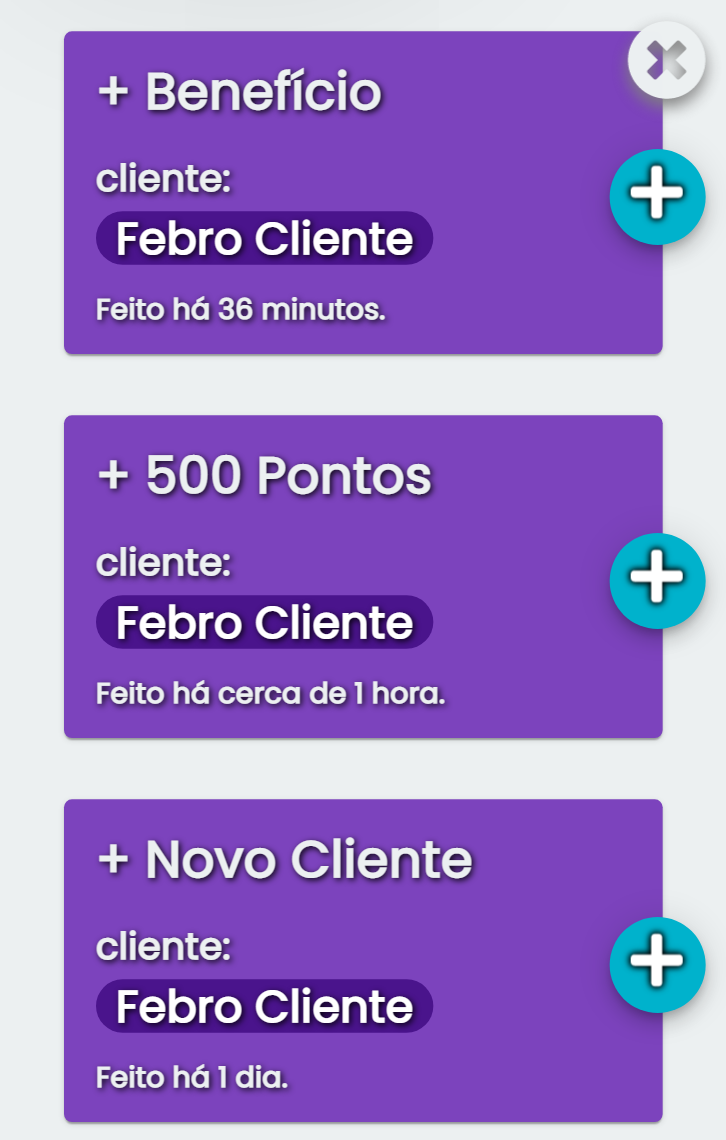 + Benefício
cliente:
Febro Cliente
Feito há 36 minutos.
+ 500 Pontos
cliente:
Febro Cliente
Feito há cerca de 1 hora.
+ Novo Cliente
cliente:
Febro Cliente
Feito há 1 dia.